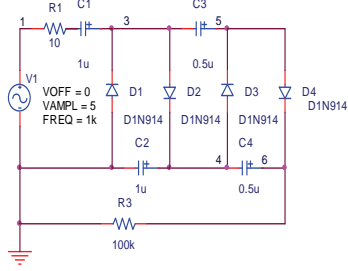 R1 C1 C3
1 3 5
10
1u 0.5u
V1
VOFF = 0
VAMPL = 5
FREQ = 1k
D1 D2 D3 D4
D1N914 D1N914 D1N914 D1N914
C2 C4
4 6
1u 0.5u
R3
100k